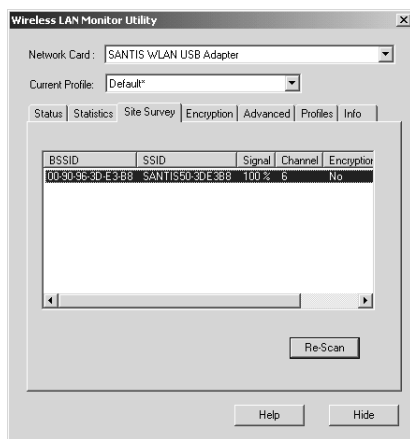 Wireless LAN Monitor Utility
Network Card : SANTIS WLAN USB Adapter
Current Profile: Default*
Status Statistics Site Survey Encryption Advanced Profiles Info
BSSID SSID Signal Channel Encryption
00-90-96-3D-E3-B8 SANTIS50-3DE3B8 100 % 6 No
Re-Scan
Help Hide